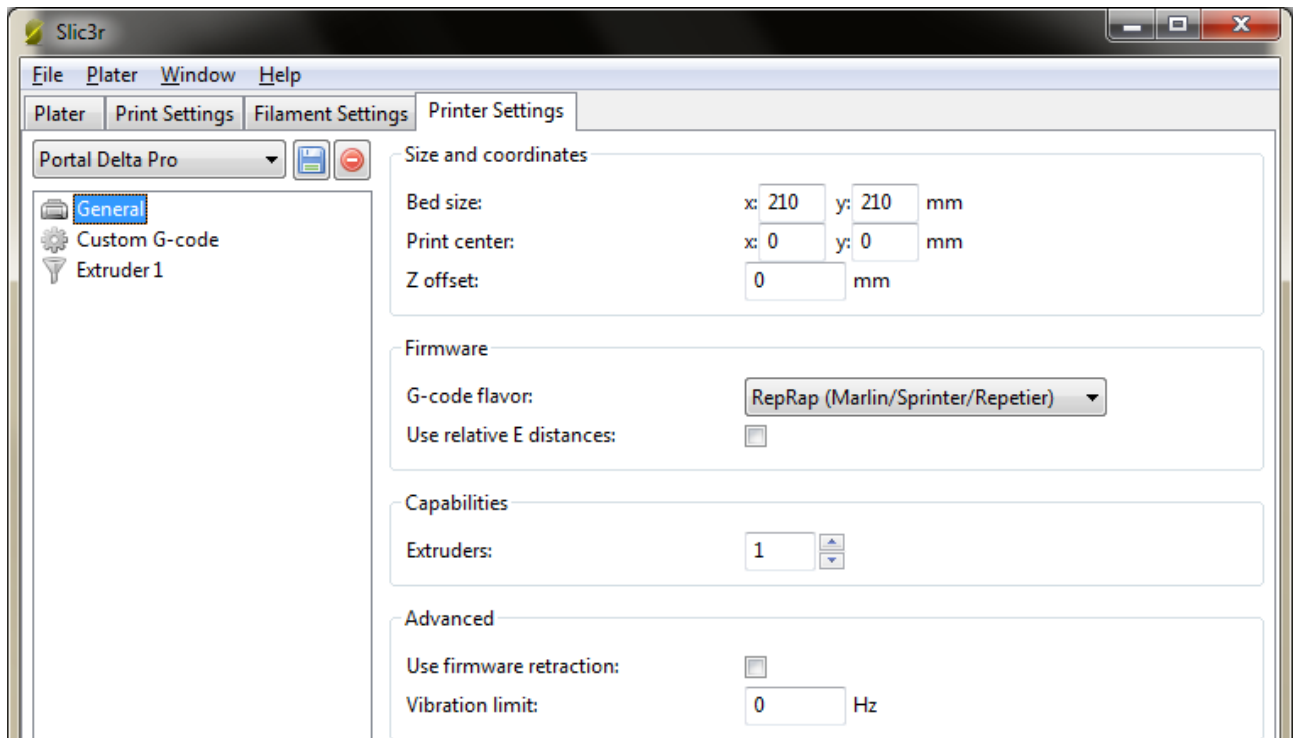 Slic3r
File Plater Window Help
Plater Print Settings Filament Settings Printer Settings
Portal Delta Pro
General
Custom G-code
Extruder 1
Size and coordinates
Bed size: x: 210 y: 210 mm
Print center: x: 0 y: 0 mm
Z offset: 0 mm
Firmware
G-code flavor: RepRap (Marlin/Sprinter/Repetier)
Use relative E distances:
Capabilities
Extruders: 1
Advanced
Use firmware retraction:
Vibration limit: 0 Hz